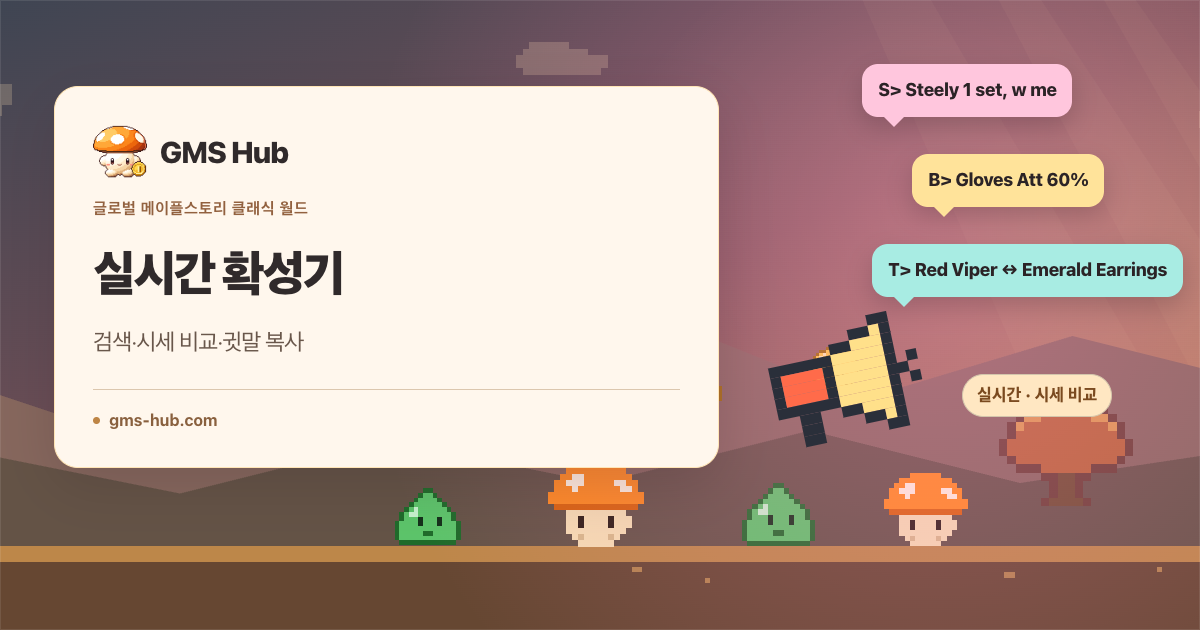 GMS Hub
글로벌 메이플스토리 클래식 월드
실시간 확성기
검색·시세 비교·귓말 복사
gms-hub.com
S> Steely 1 set, w me
B> Gloves Att 60%
T> Red Viper ↔ Emerald Earrings
실시간 · 시세 비교